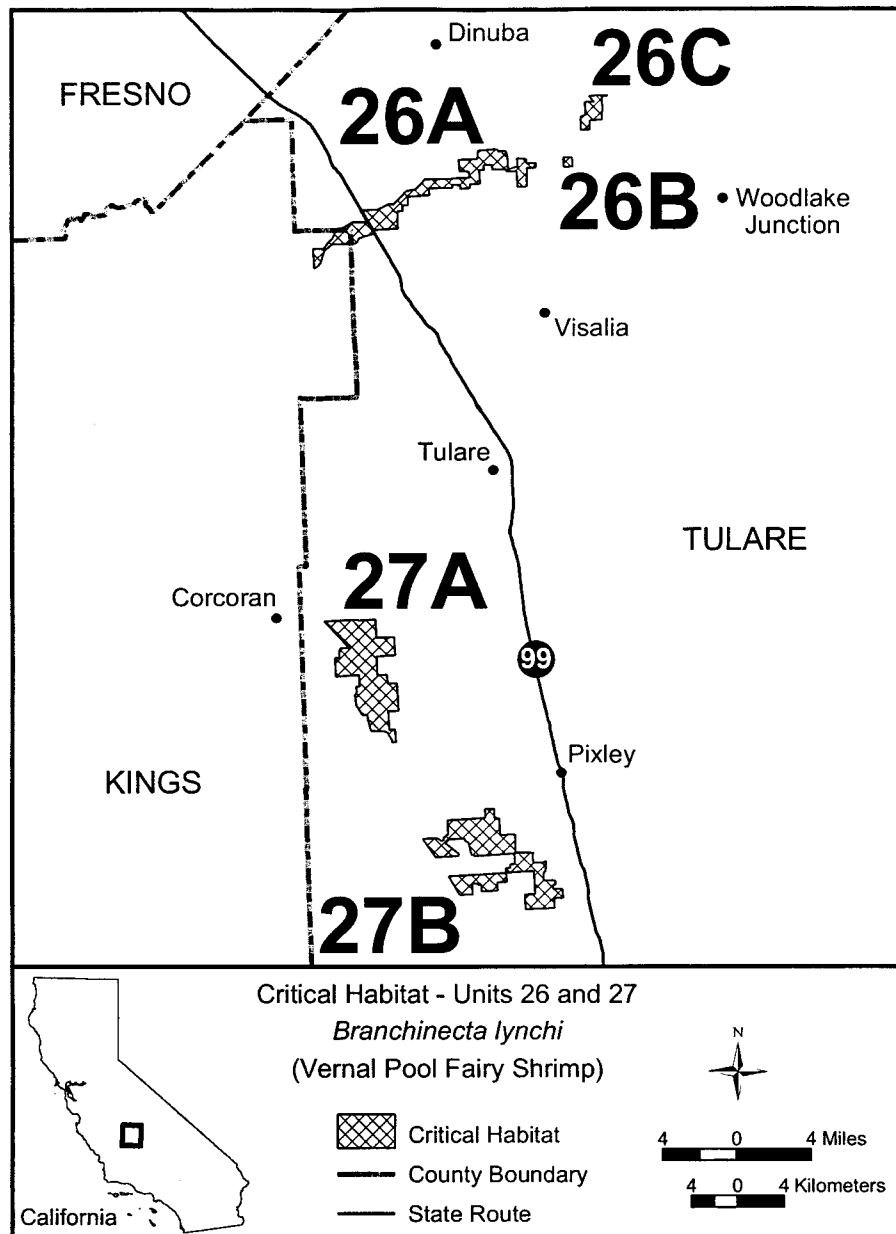 Dinuba
26C
FRESNO
26A
26B
Woodlake
Junction
Visalia
Tulare
TULARE
27A
Corcoran
99
Pixley
KINGS
27B
Critical Habitat - Units 26 and 27
Branchinecta lynchi
(Vernal Pool Fairy Shrimp)
N
Critical Habitat
County Boundary
State Route
4 0 4 Miles
4 0 4 Kilometers
California